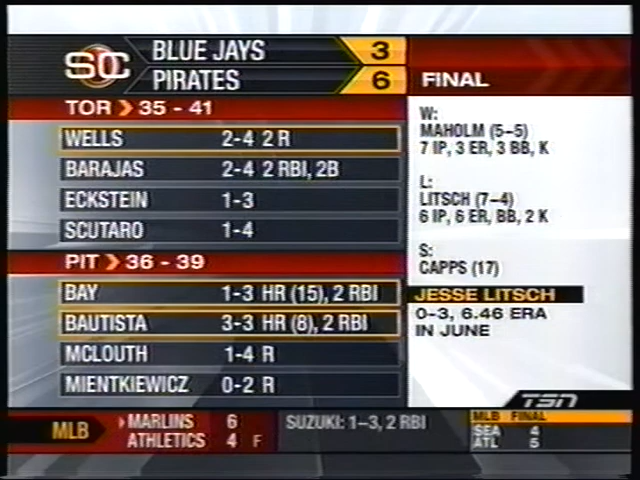 SC
BLUE JAYS 3
PIRATES 6
FINAL
TOR > 35 - 41
WELLS 2-4 2 R
BARAJAS 2-4 2 RBI, 2B
ECKSTEIN 1-3
SCUTARO 1-4
PIT > 36 - 39
BAY 1-3 HR (15), 2 RBI
BAUTISTA 3-3 HR (8), 2 RBI
MCLOUTH 1-4 R
MIENTKIEWICZ 0-2 R
W:
MAHOLM (5-5)
7 IP, 3 ER, 3 BB, K
L:
LITSCH (7-4)
6 IP, 6 ER, BB, 2 K
S:
CAPPS (17)
JESSE LITSCH
0-3, 6.46 ERA
IN JUNE
TSN
MLB
MARLINS 6
ATHLETICS 4 F
SUZUKI: 1-3, 2 RBI
MLB FINAL
SEA 4
ATL 5